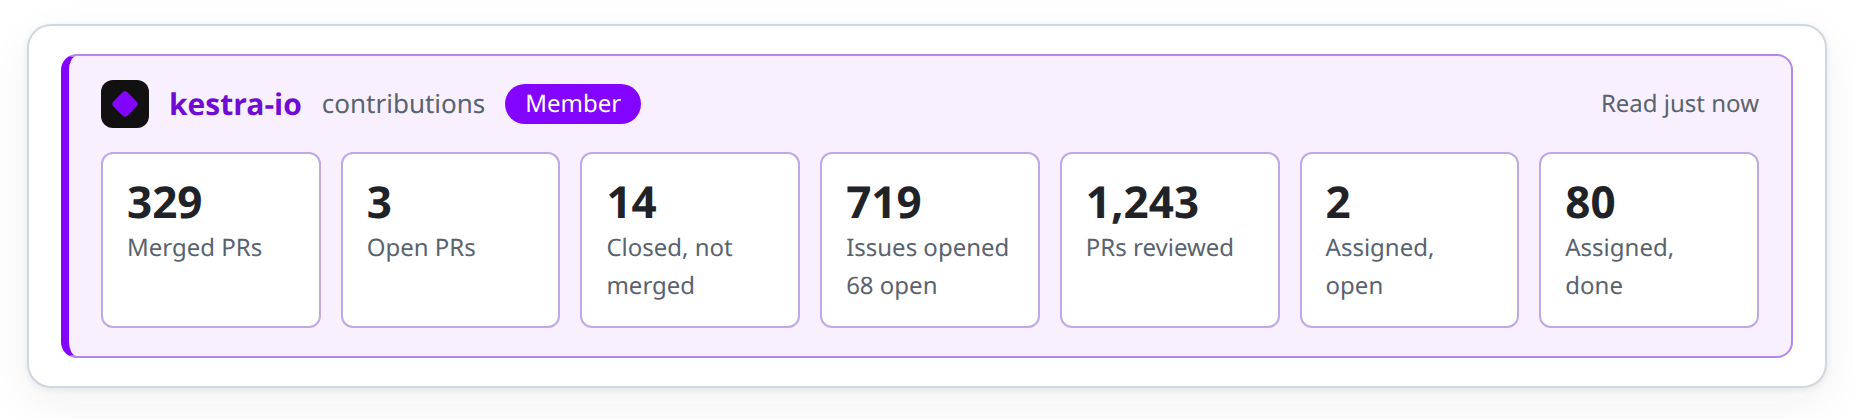 kestra-io contributions Member Read just now
329
Merged PRs
3
Open PRs
14
Closed, not
merged
719
Issues opened
68 open
1,243
PRs reviewed
2
Assigned,
open
80
Assigned,
done